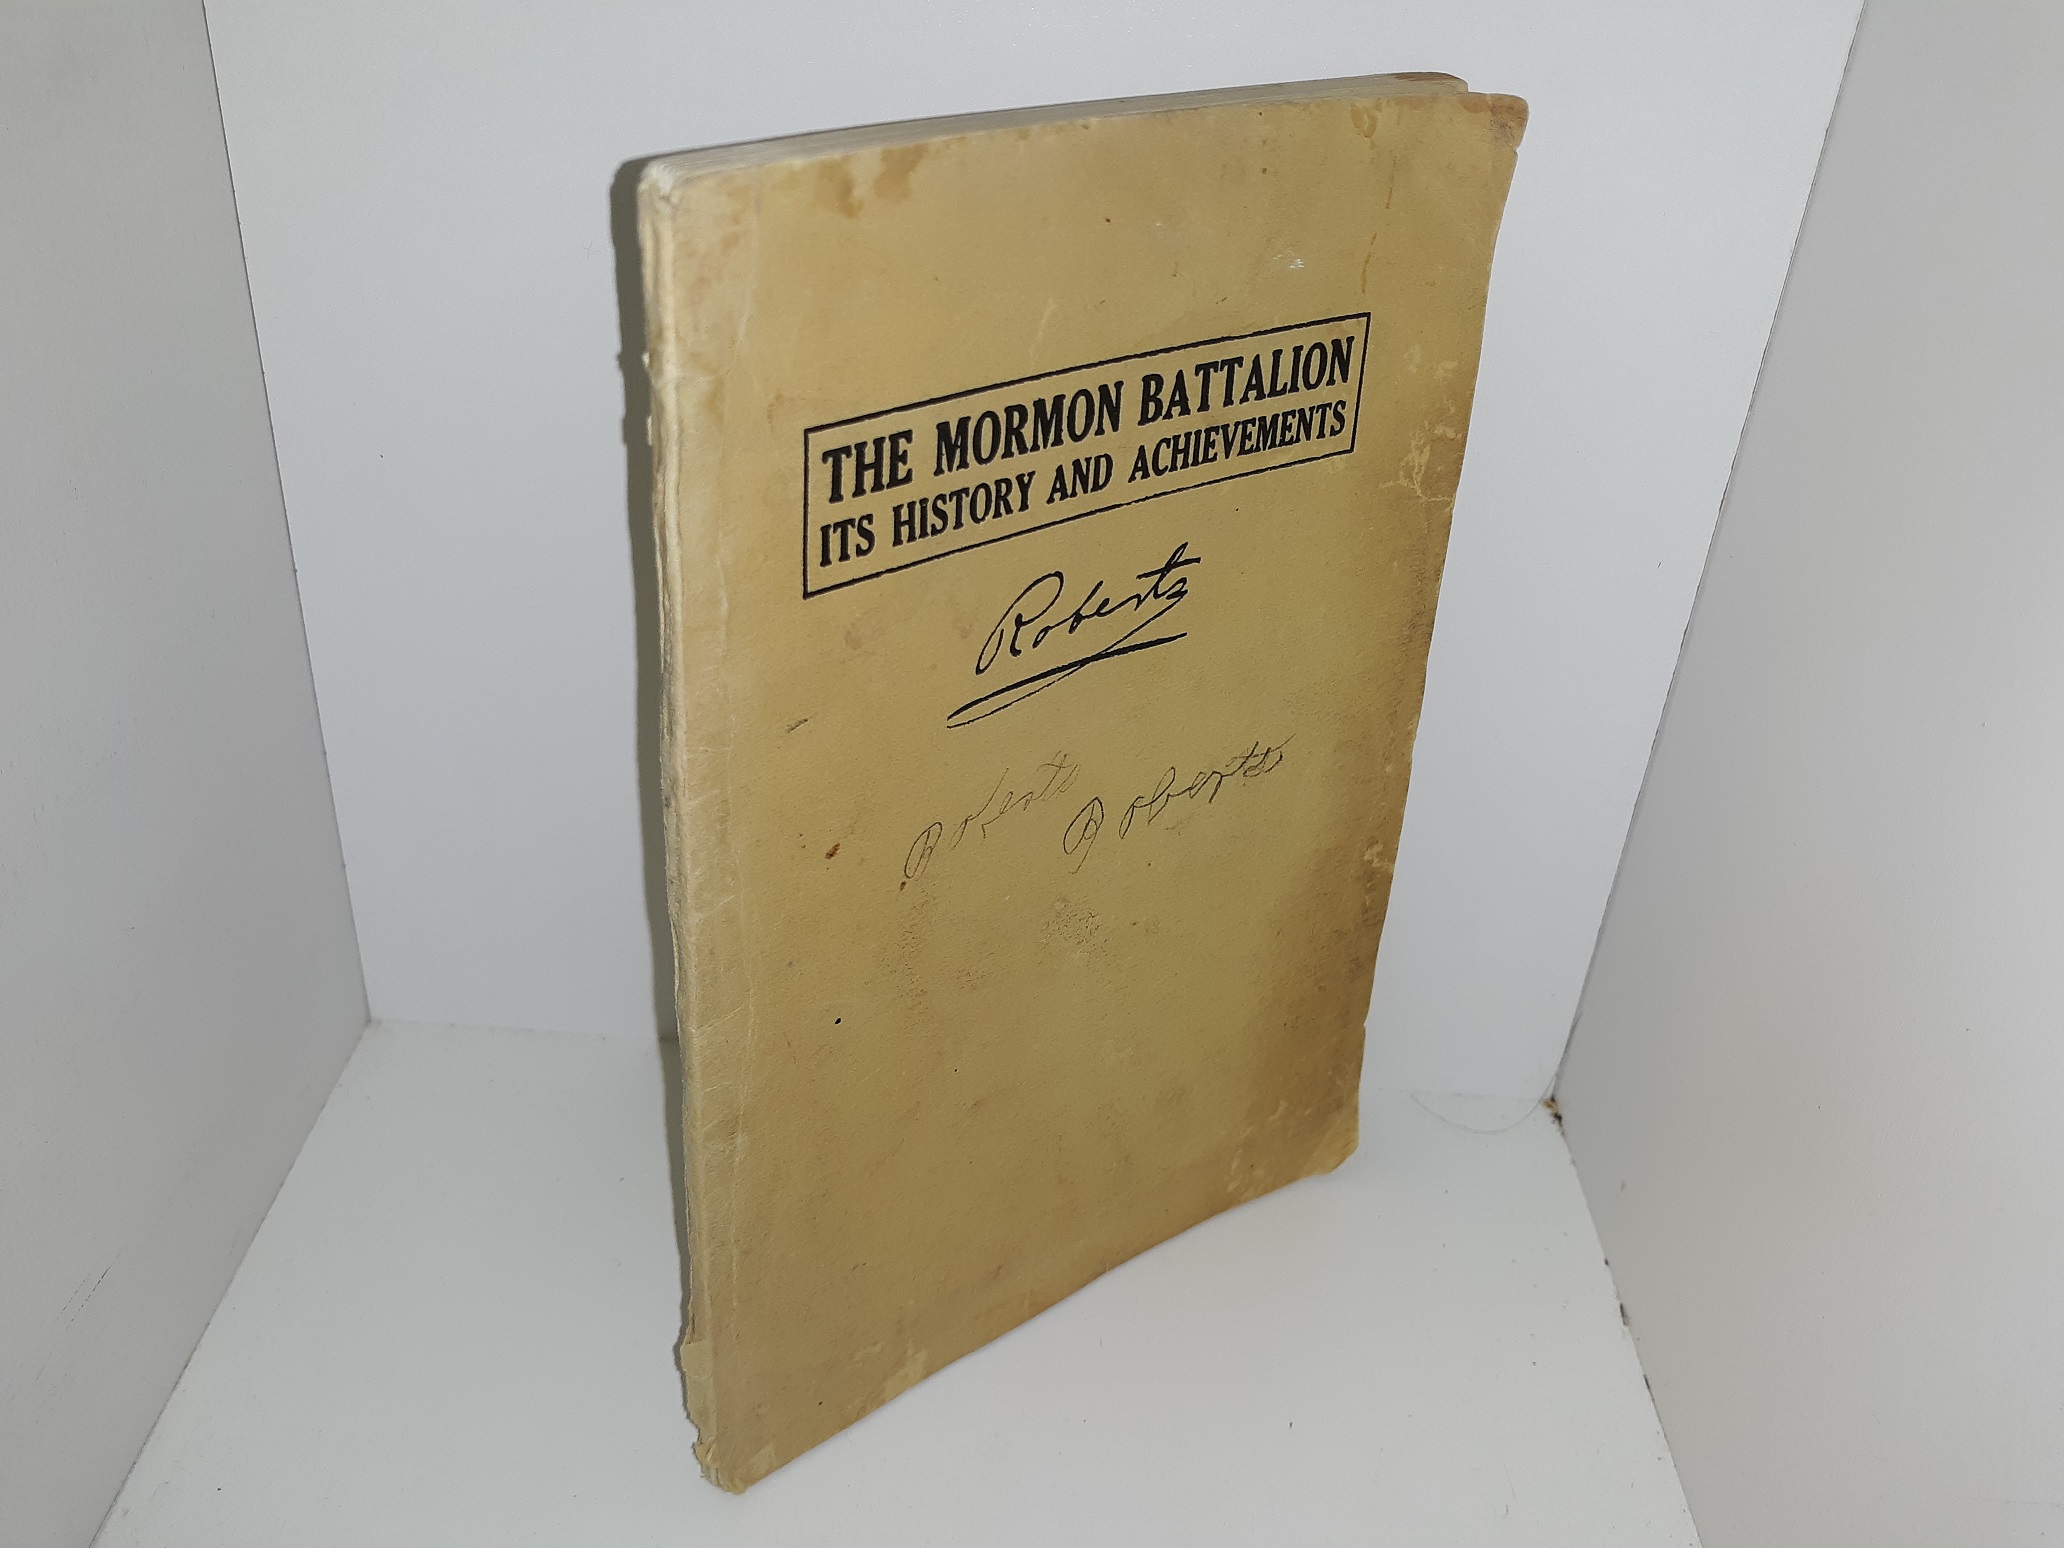 THE MORMON BATTALION
ITS HISTORY AND ACHIEVEMENTS
Roberts
Roberts Roberts